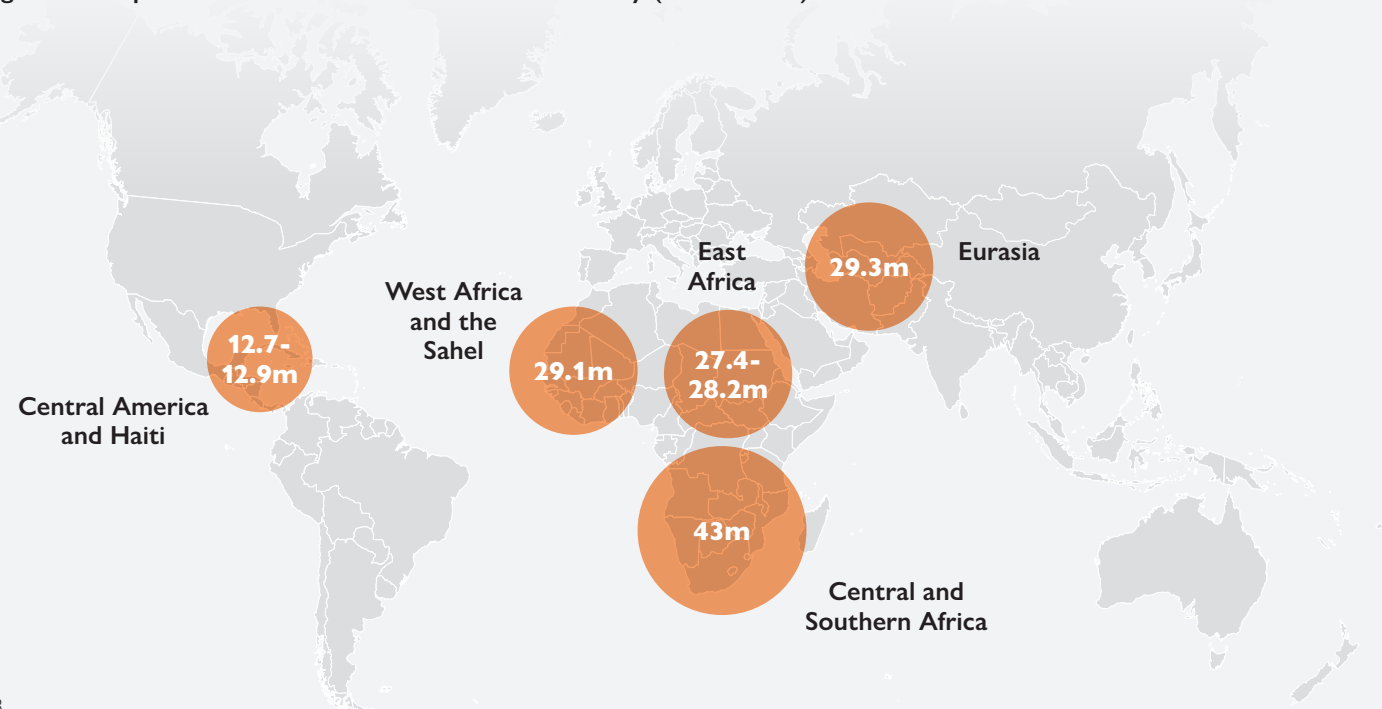 East
Africa
29.3m
Eurasia
West Africa
and the
Sahel
12.7-
12.9m
29.1m
27.4-
28.2m
Central America
and Haiti
43m
Central and
Southern Africa